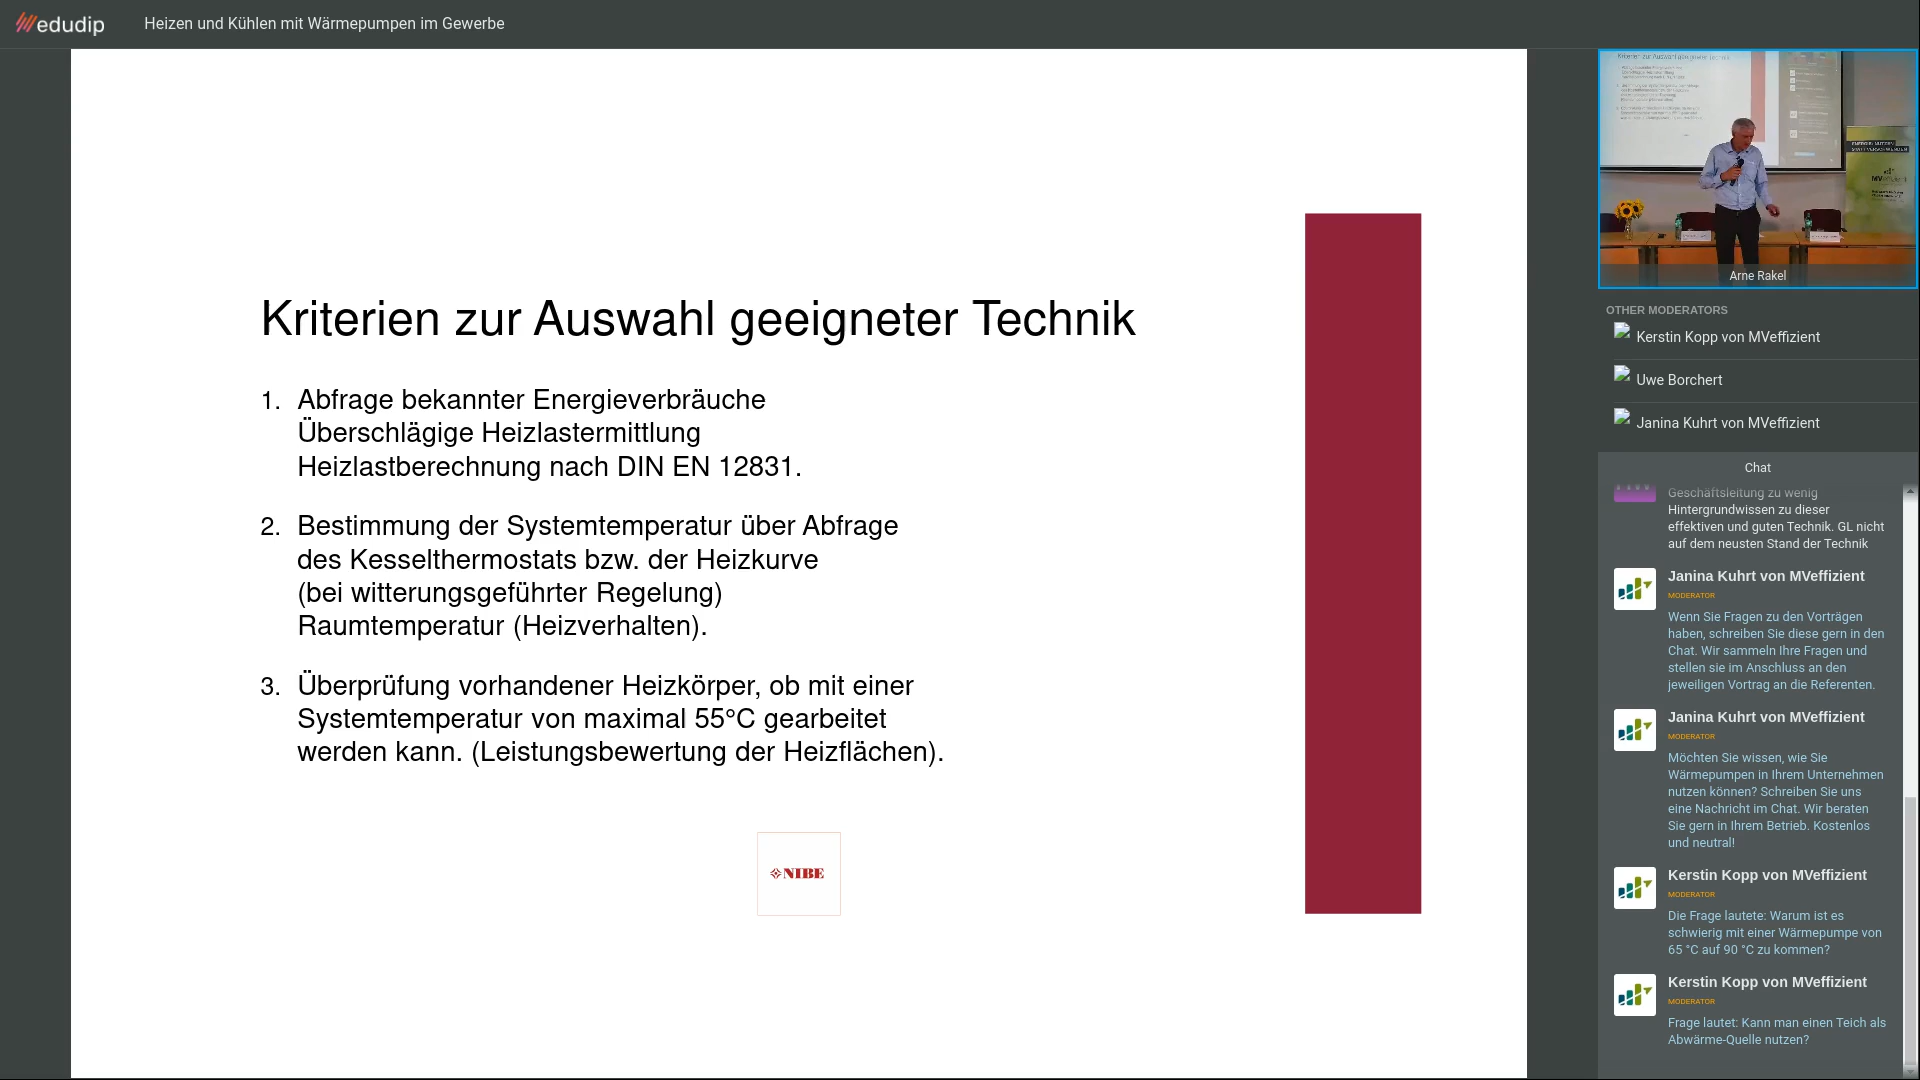 edudip
Heizen und Kühlen mit Wärmepumpen im Gewerbe
Kriterien zur Auswahl geeigneter Technik
1. Abfrage bekannter Energieverbräuche
Überschlägige Heizlastermittlung
Heizlastberechnung nach DIN EN 12831.
2. Bestimmung der Systemtemperatur über Abfrage
des Kesselthermostats bzw. der Heizkurve
(bei witterungsgeführter Regelung)
Raumtemperatur (Heizverhalten).
3. Überprüfung vorhandener Heizkörper, ob mit einer
Systemtemperatur von maximal 55°C gearbeitet
werden kann. (Leistungsbewertung der Heizflächen).
NIBE
Kriterien zur Auswahl geeigneter Technik
Arne Rakel
OTHER MODERATORS
Kerstin Kopp von MVeffizient
Uwe Borchert
Janina Kuhrt von MVeffizient
Chat
Geschäftsleitung zu wenig
Hintergrundwissen zu dieser
effektiven und guten Technik. GL nicht
auf dem neusten Stand der Technik
Janina Kuhrt von MVeffizient
MODERATOR
Wenn Sie Fragen zu den Vorträgen
haben, schreiben Sie diese gern in den
Chat. Wir sammeln Ihre Fragen und
stellen sie im Anschluss an den
jeweiligen Vortrag an die Referenten.
Janina Kuhrt von MVeffizient
MODERATOR
Möchten Sie wissen, wie Sie
Wärmepumpen in Ihrem Unternehmen
nutzen können? Schreiben Sie uns
eine Nachricht im Chat. Wir beraten
Sie gern in Ihrem Betrieb. Kostenlos
und neutral!
Kerstin Kopp von MVeffizient
MODERATOR
Die Frage lautete: Warum ist es
schwierig mit einer Wärmepumpe von
65 °C auf 90 °C zu kommen?
Kerstin Kopp von MVeffizient
MODERATOR
Frage lautet: Kann man einen Teich als
Abwärme-Quelle nutzen?